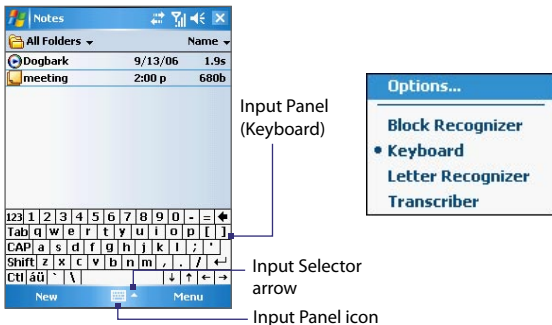 Notes
All Folders Name
Dogbark 9/13/06 1.9s
meeting 2:00 p 680b
Input Panel
(Keyboard)
123 1 2 3 4 5 6 7 8 9 0 - =
Tab q w e r t y u i o p [ ]
CAP a s d f g h j k l ; '
Shift z x c v b n m , . / ↵
Ctl áü ` \ ↓ ↑ ← →
New Menu
Input Selector
arrow
Input Panel icon
Options...
Block Recognizer
Keyboard
Letter Recognizer
Transcriber